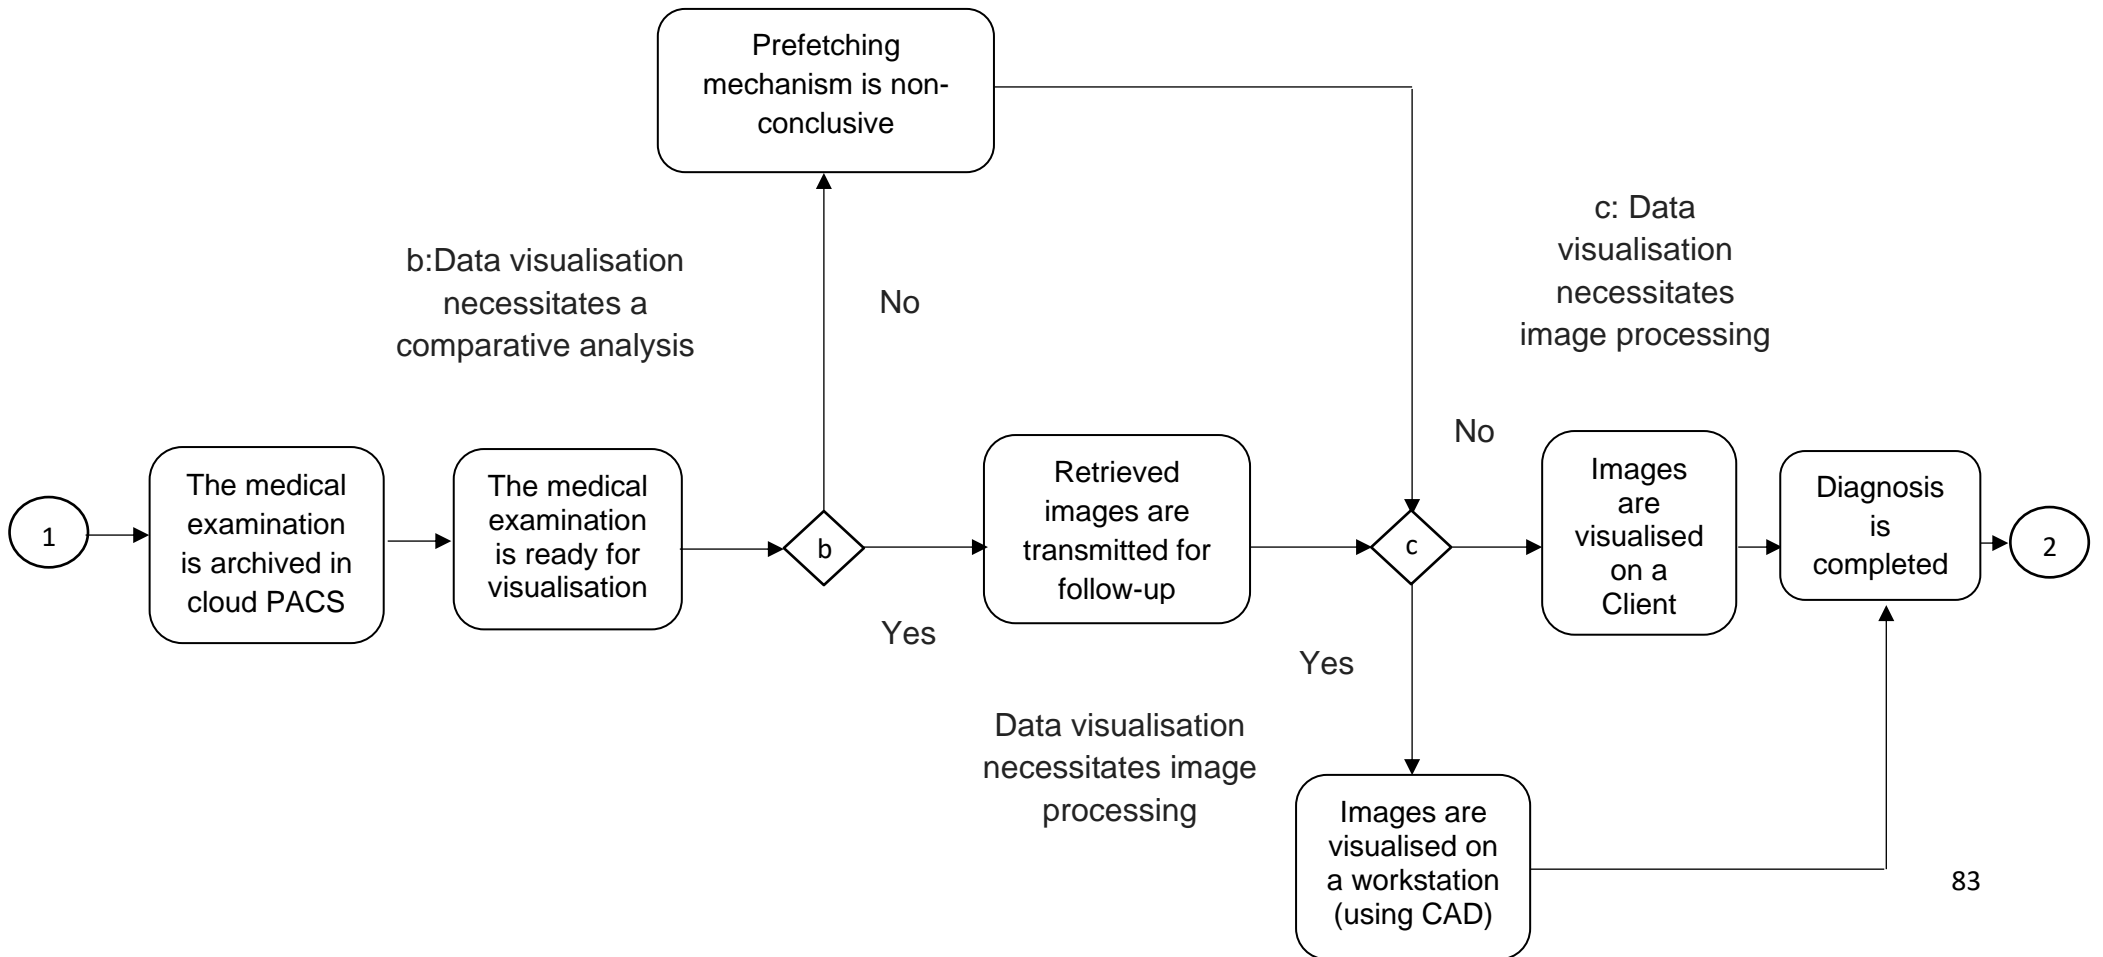 Prefetching
mechanism is non-
conclusive
b:Data visualisation
necessitates a
comparative analysis
No
c: Data
visualisation
necessitates
image processing
1
The medical
examination
is archived in
cloud PACS
The medical
examination
is ready for
visualisation
b
Yes
Retrieved
images are
transmitted for
follow-up
c
No
Images
are
visualised
on a
Client
Diagnosis
is
completed
2
Yes
Data visualisation
necessitates image
processing
Images are
visualised on
a workstation
(using CAD)
83